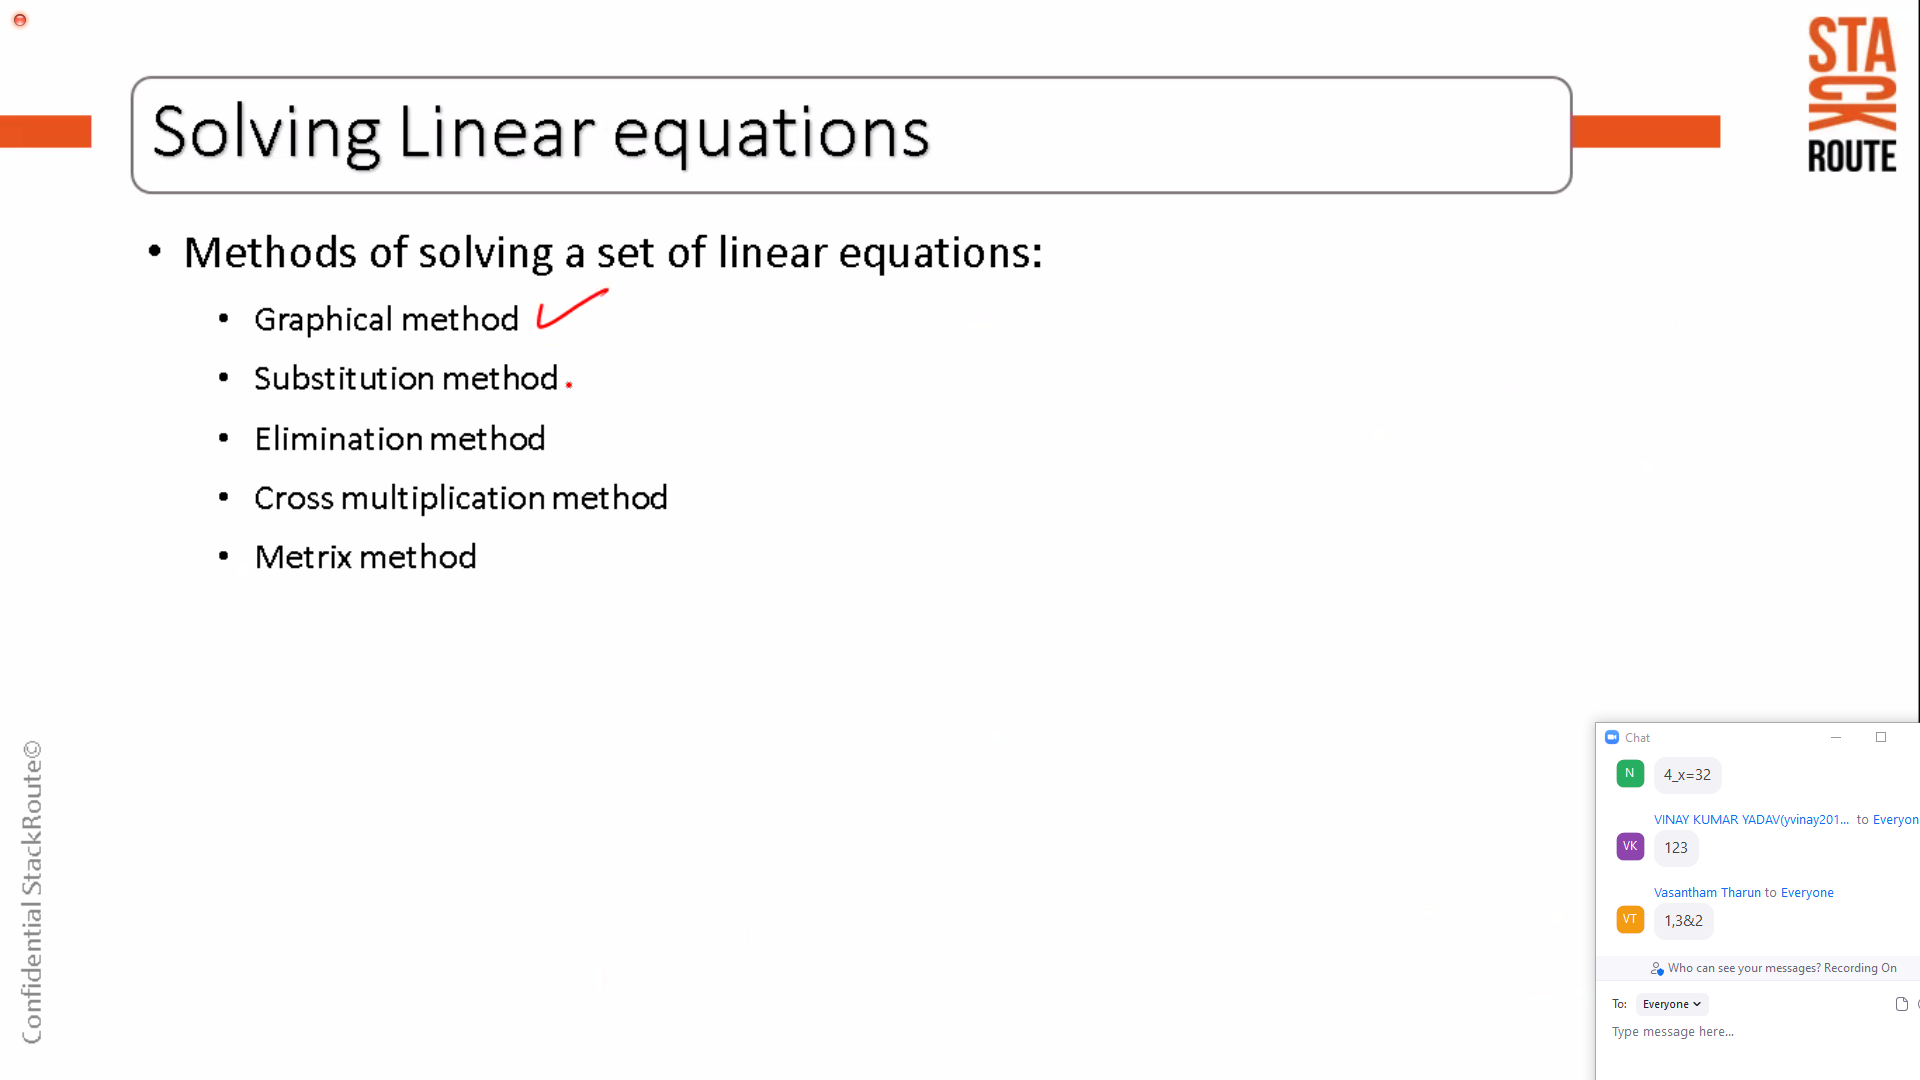 STA
CK
ROUTE
Solving Linear equations
• Methods of solving a set of linear equations:
• Graphical method
• Substitution method
• Elimination method
• Cross multiplication method
• Metrix method
Confidential StackRoute©
Chat
N
4_x=32
VINAY KUMAR YADAV(yvinay201... to Everyon
VK
123
Vasantham Tharun to Everyone
VT
1,3&2
Who can see your messages? Recording On
To: Everyone
Type message here...